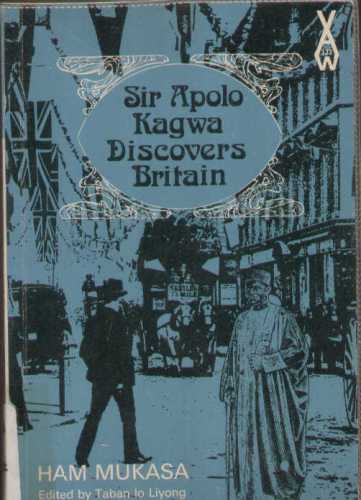 Sir Apolo
Kagwa
Discovers
Britain
HAM MUKASA
Edited by Taban lo Liyong